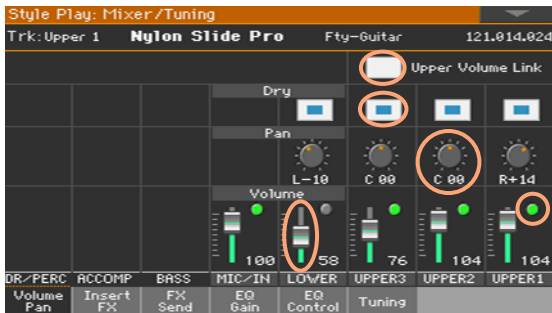 Style Play: Mixer/Tuning
Trk: Upper 1 Nylon Slide Pro Fty-Guitar 121.014.024
Upper Volume Link
Dry
Pan
L-10 C 00 C 00 R+14
Volume
100 58 76 104 104
DR/PERC ACCOMP BASS MIC/IN LOWER UPPER3 UPPER2 UPPER1
Volume Pan Insert FX FX Send EQ Gain EQ Control Tuning